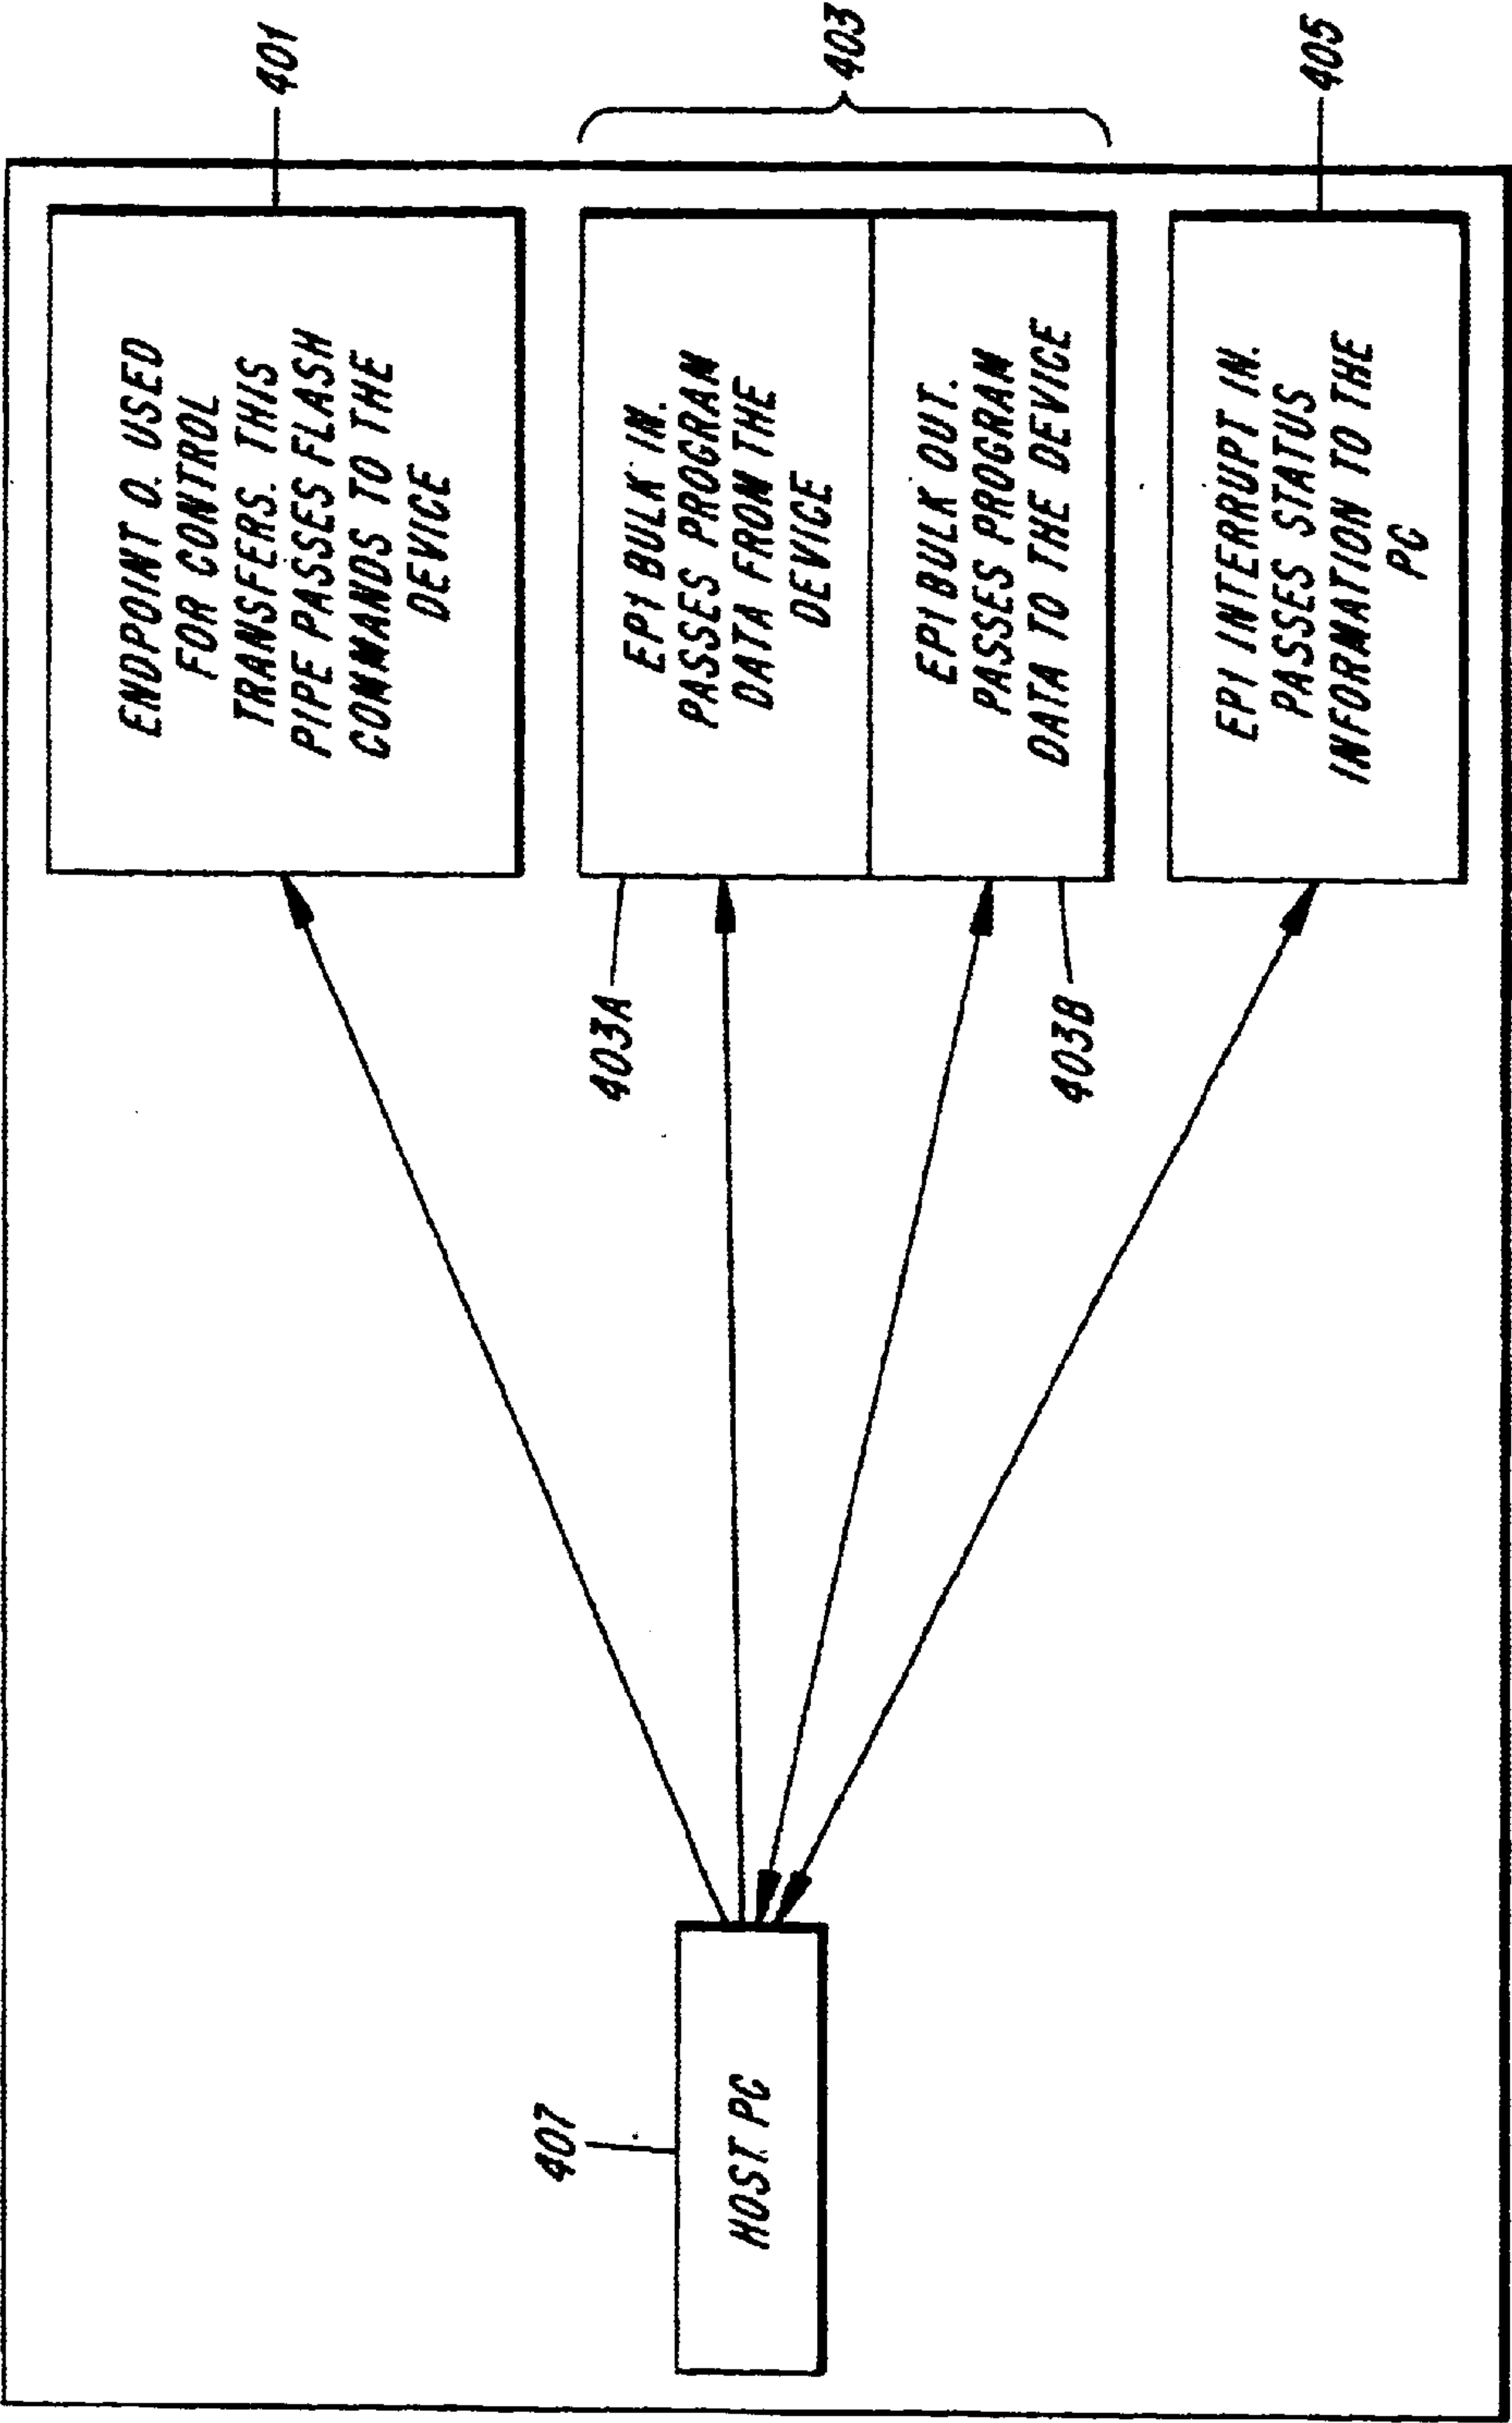 407
HOST PC
403A
403B
ENDPOINT 0. USED
FOR CONTROL
TRANSFERS. THIS
PIPE PASSES FLASH
COMMANDS TO THE
DEVICE
401
EP1 BULK IN.
PASSES PROGRAM
DATA FROM THE
DEVICE
EP1 BULK OUT.
PASSES PROGRAM
DATA TO THE DEVICE
403
EP1 INTERRUPT IN.
PASSES STATUS
INFORMATION TO THE
PC
405